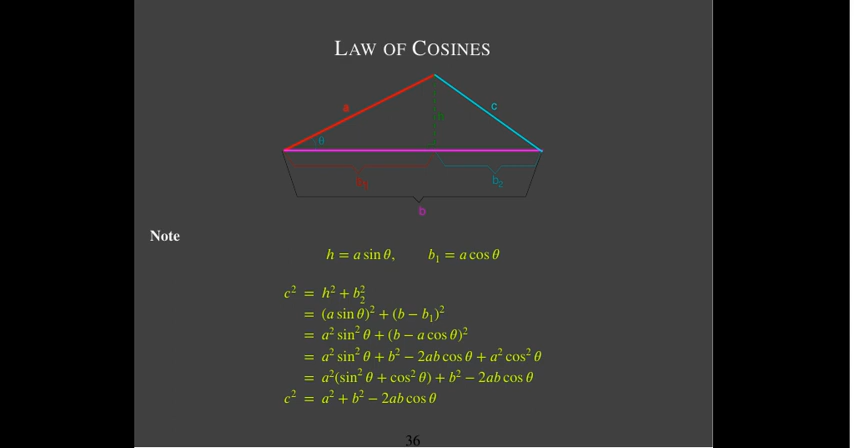 LAW OF COSINES
a
c
h
θ
b₁
b₂
b
Note
h = a sin θ, b₁ = a cos θ
c² = h² + b₂²
= (a sin θ)² + (b − b₁)²
= a² sin² θ + (b − a cos θ)²
= a² sin² θ + b² − 2ab cos θ + a² cos² θ
= a²(sin² θ + cos² θ) + b² − 2ab cos θ
c² = a² + b² − 2ab cos θ
36